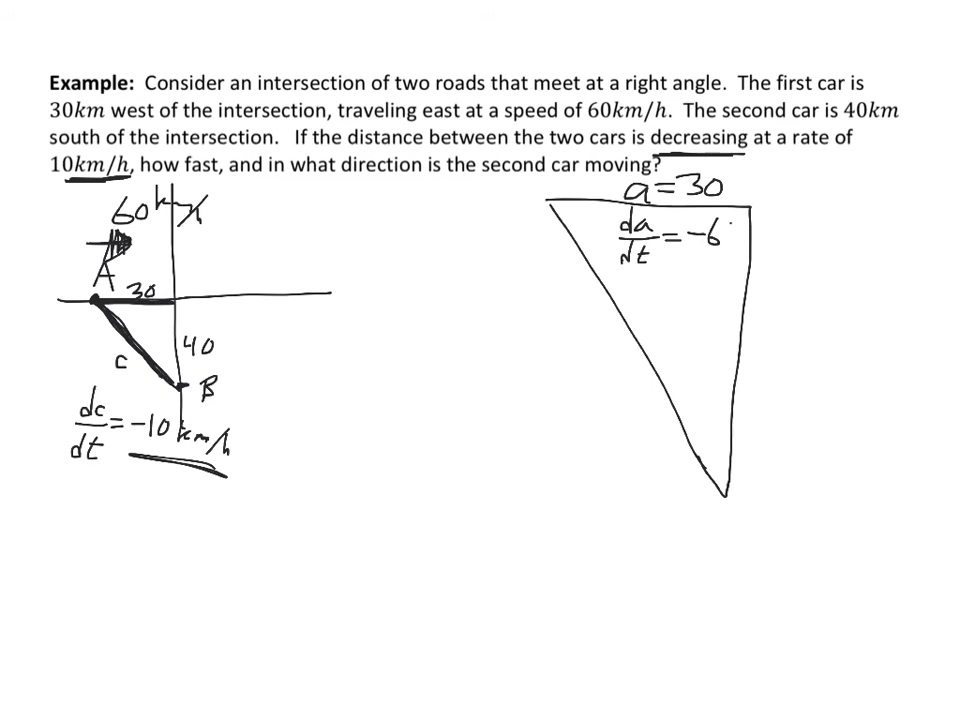 Example: Consider an intersection of two roads that meet at a right angle. The first car is
30km west of the intersection, traveling east at a speed of 60km/h. The second car is 40km
south of the intersection. If the distance between the two cars is decreasing at a rate of
10km/h, how fast, and in what direction is the second car moving?
a=30
60 km/h
da/dt = -6
A
30
40
c
B
dc/dt = -10 km/h